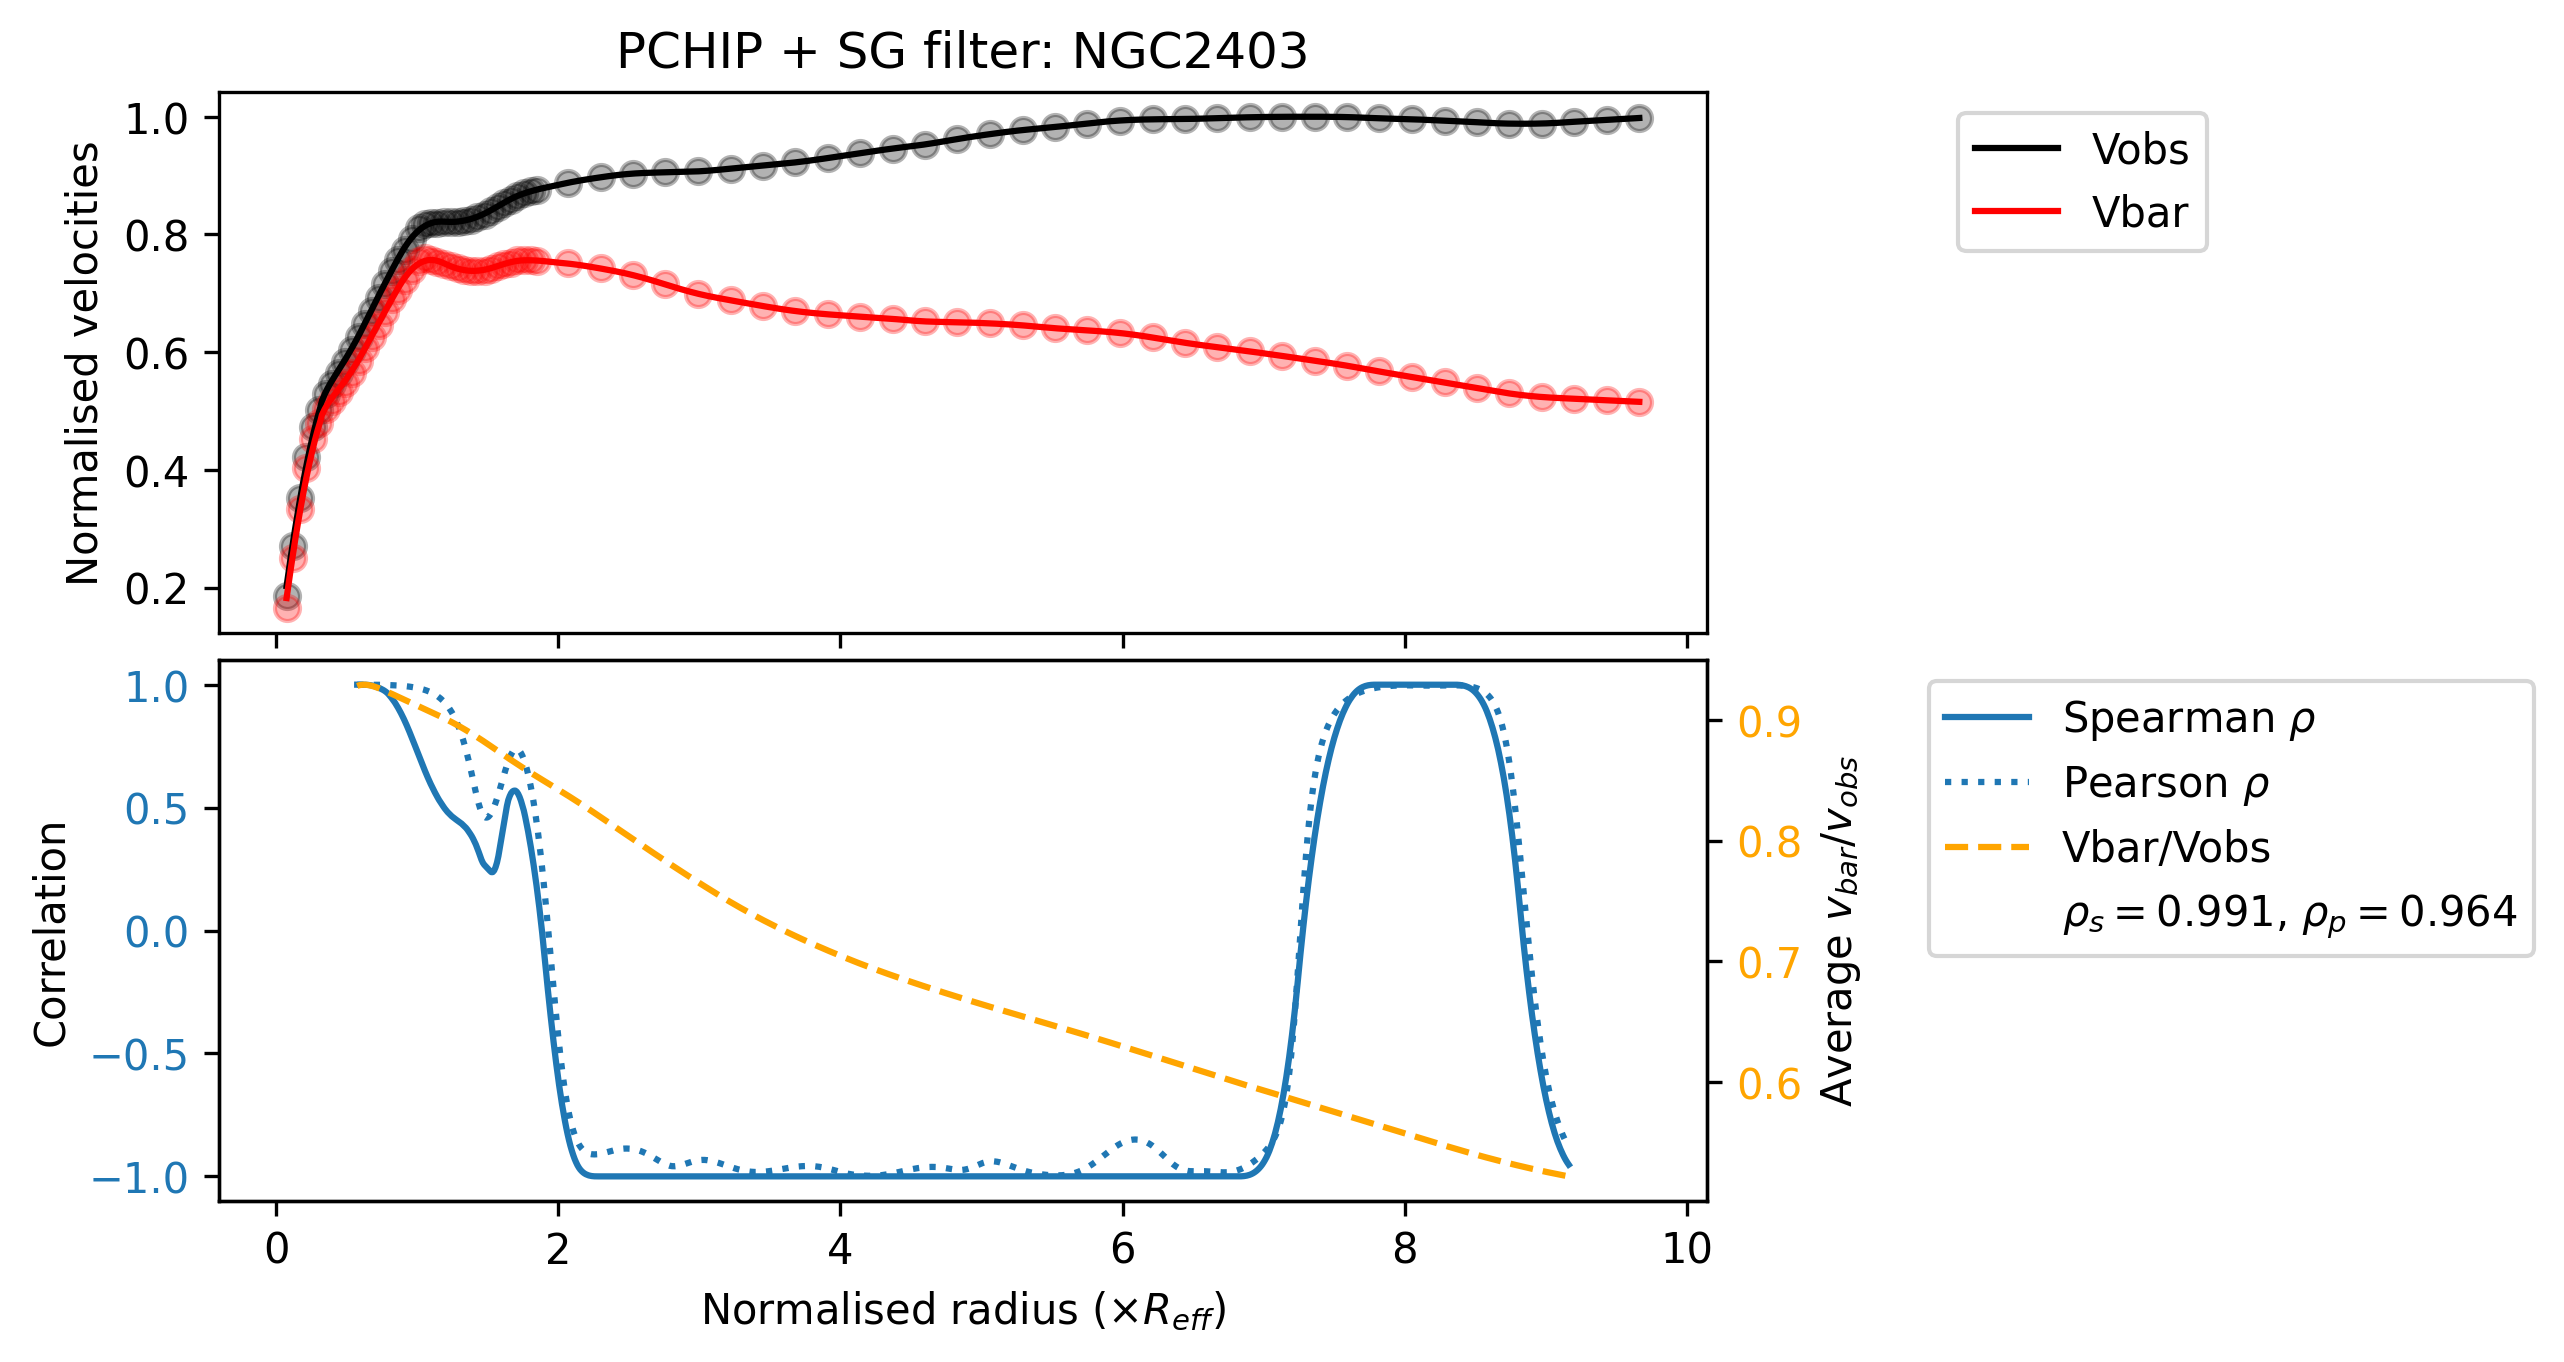 PCHIP + SG filter: NGC2403
Normalised velocities
1.0
0.8
0.6
0.4
0.2
Vobs
Vbar
Correlation
1.0
0.5
0.0
−0.5
−1.0
0.9
0.8
0.7
0.6
Average v_bar/v_obs
Spearman ρ
Pearson ρ
Vbar/Vobs
ρ_s = 0.991, ρ_p = 0.964
0 2 4 6 8 10
Normalised radius (×R_eff)